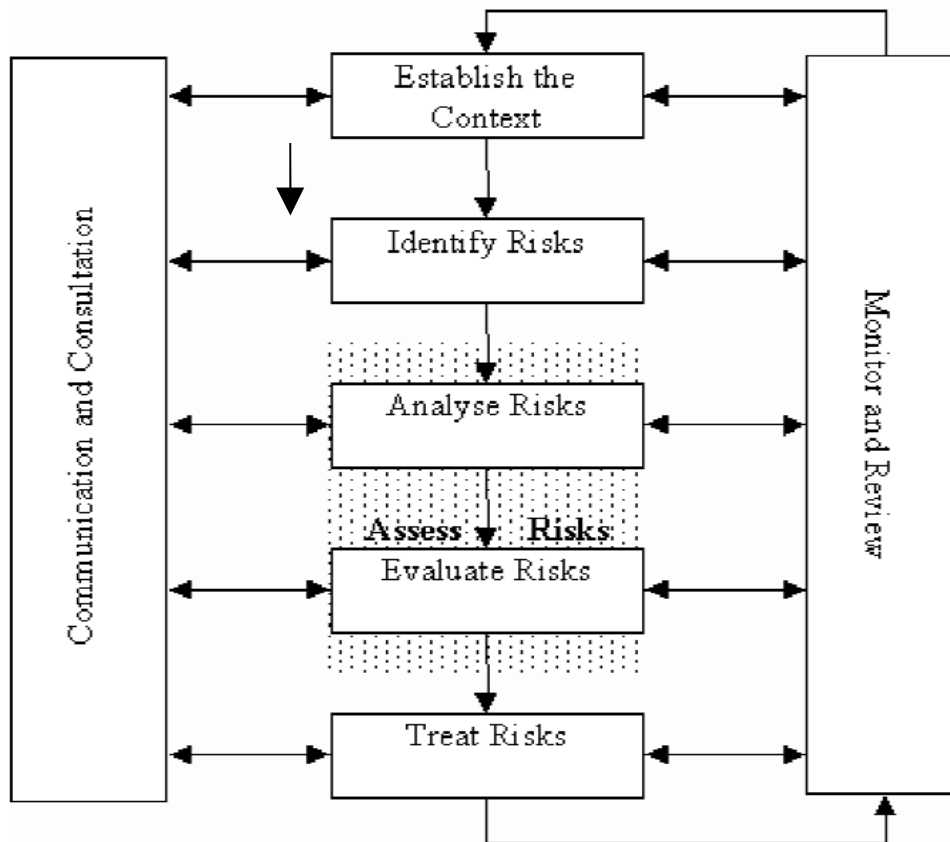 Establish the
Context
Communication and Consultation
Identify Risks
Monitor and Review
Analyse Risks
Assess Risks
Evaluate Risks
Treat Risks